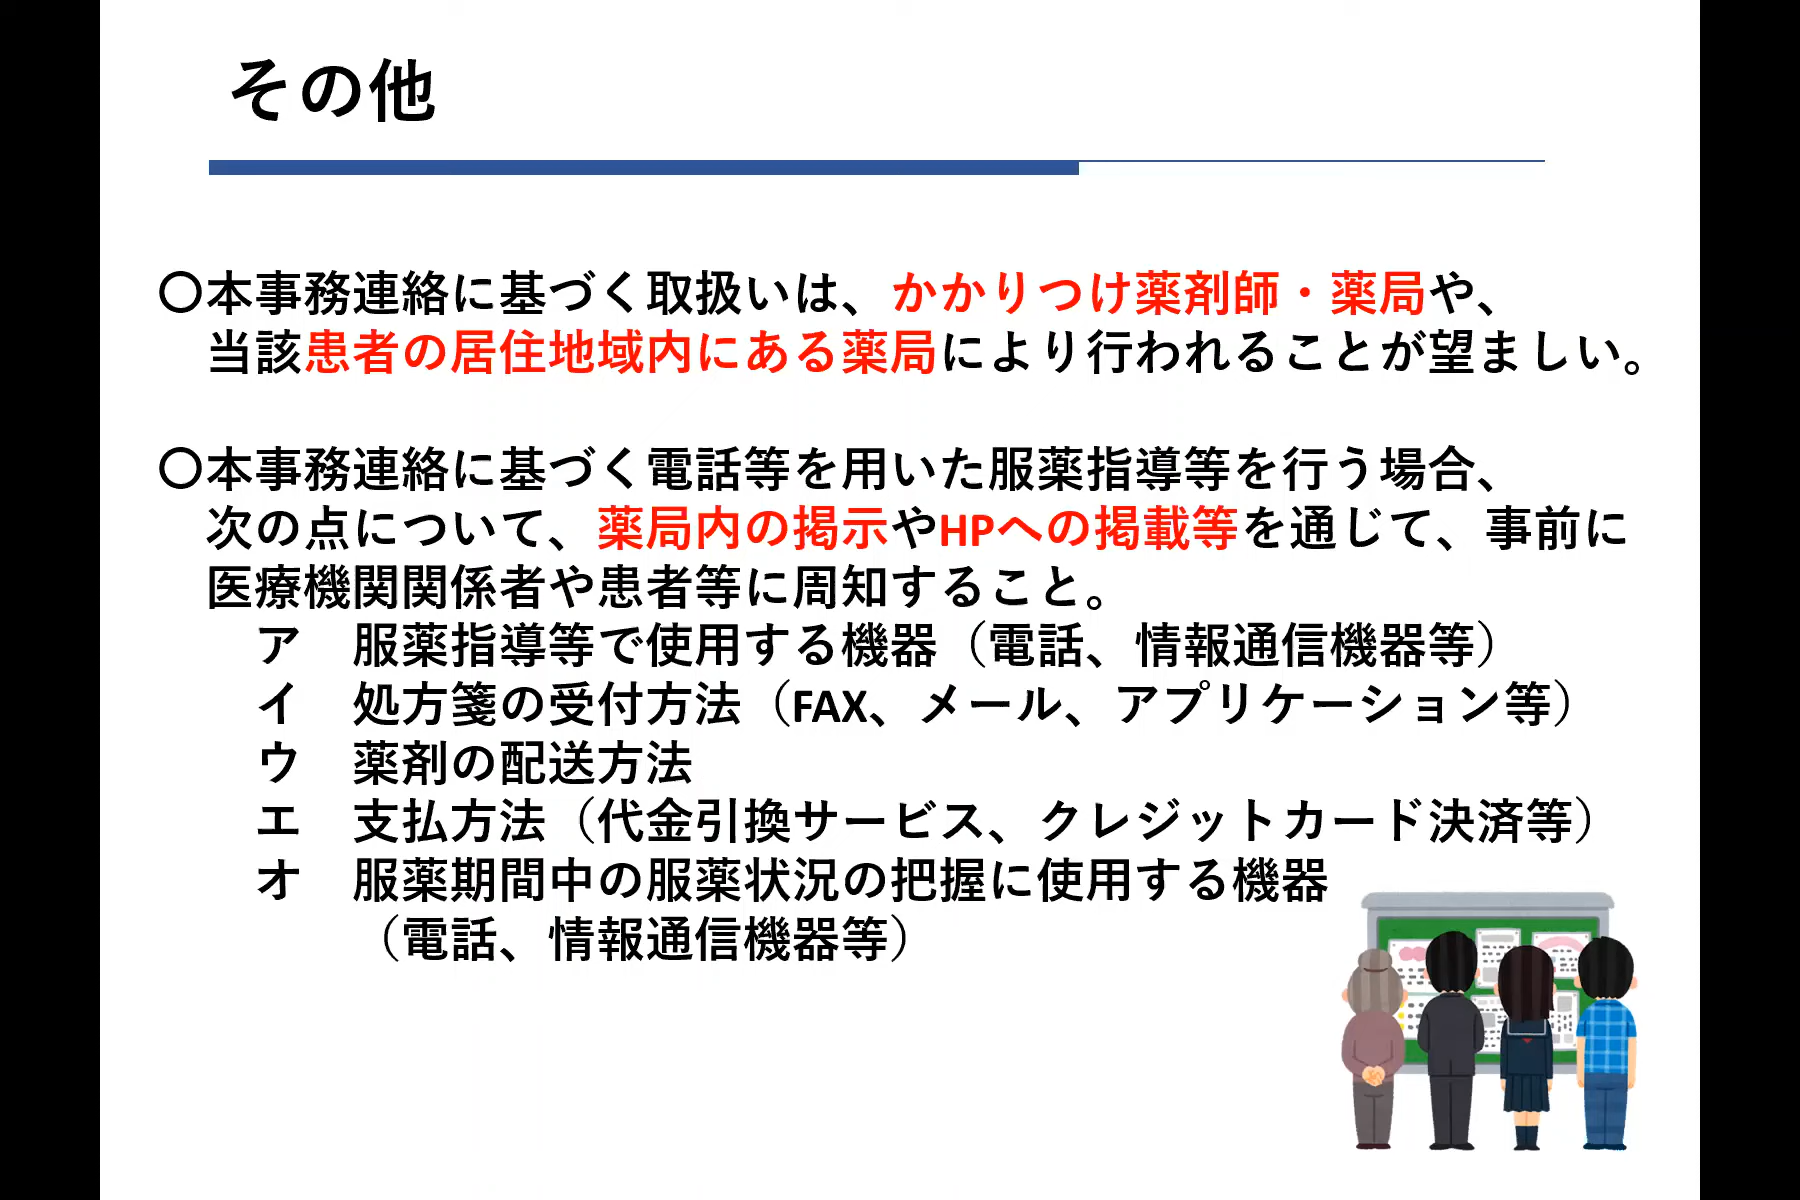 その他
〇本事務連絡に基づく取扱いは、かかりつけ薬剤師・薬局や、
当該患者の居住地域内にある薬局により行われることが望ましい。
〇本事務連絡に基づく電話等を用いた服薬指導等を行う場合、
次の点について、薬局内の掲示やHPへの掲載等を通じて、事前に
医療機関関係者や患者等に周知すること。
ア　服薬指導等で使用する機器（電話、情報通信機器等）
イ　処方箋の受付方法（FAX、メール、アプリケーション等）
ウ　薬剤の配送方法
エ　支払方法（代金引換サービス、クレジットカード決済等）
オ　服薬期間中の服薬状況の把握に使用する機器
（電話、情報通信機器等）